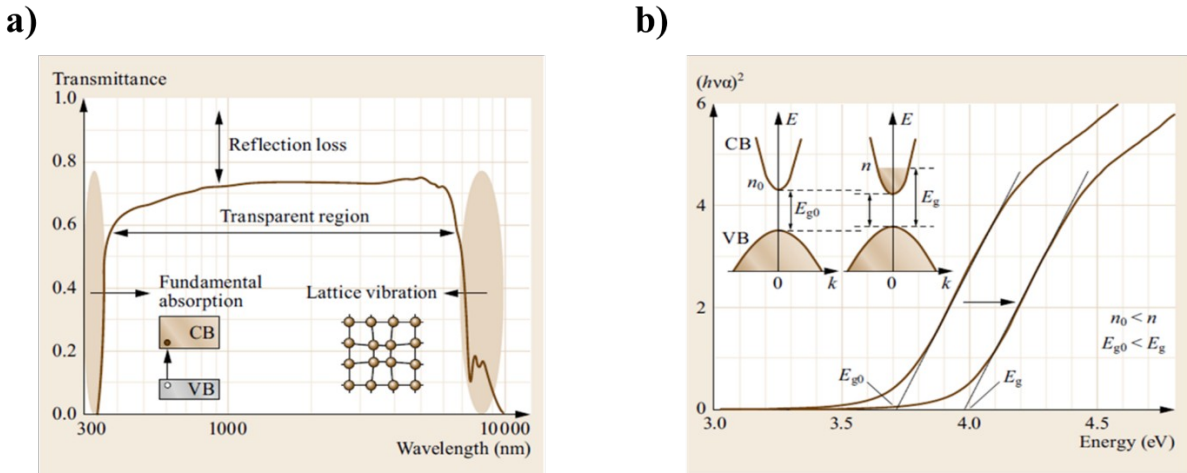 a)
Transmittance
1.0
0.8
0.6
0.4
0.2
0.0
Reflection loss
Transparent region
Fundamental
absorption
CB
VB
Lattice vibration
300
1000
10000
Wavelength (nm)
b)
(hνα)²
6
4
2
0
E
E
CB
n₀
n
E_g0
E_g
VB
0
k
0
k
n₀ < n
E_g0 < E_g
E_g0
E_g
3.0
3.5
4.0
4.5
Energy (eV)